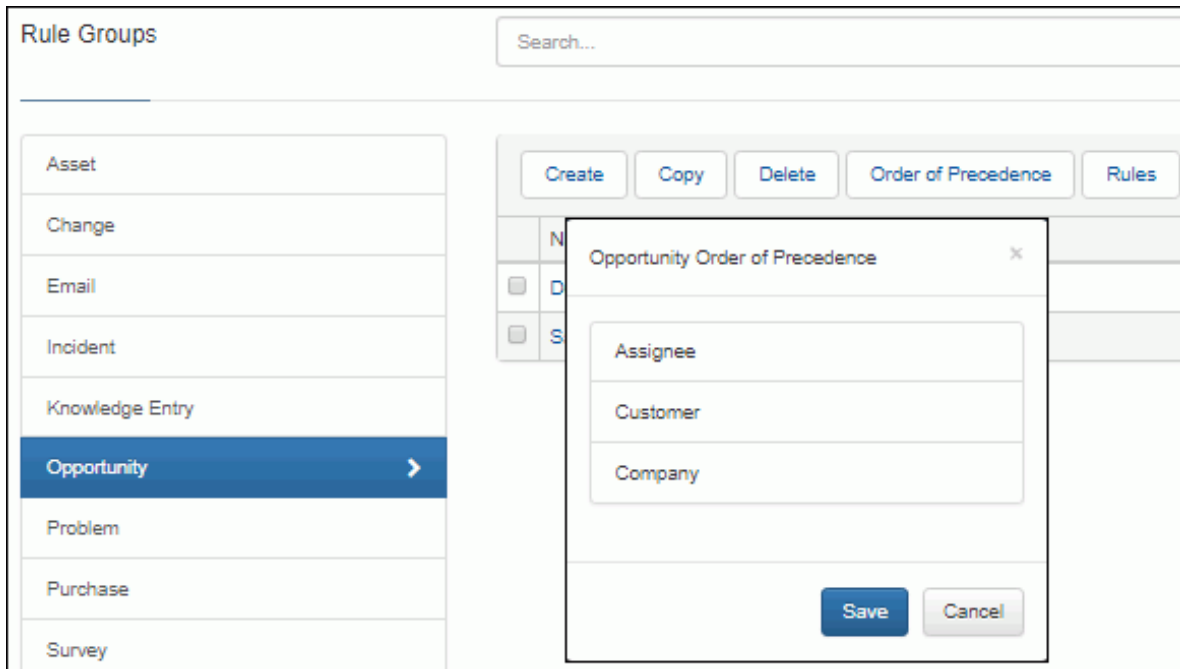 Rule Groups
Search...
Asset
Change
Email
Incident
Knowledge Entry
Opportunity
Problem
Purchase
Survey
Create Copy Delete Order of Precedence Rules
Opportunity Order of Precedence
Assignee
Customer
Company
Save Cancel